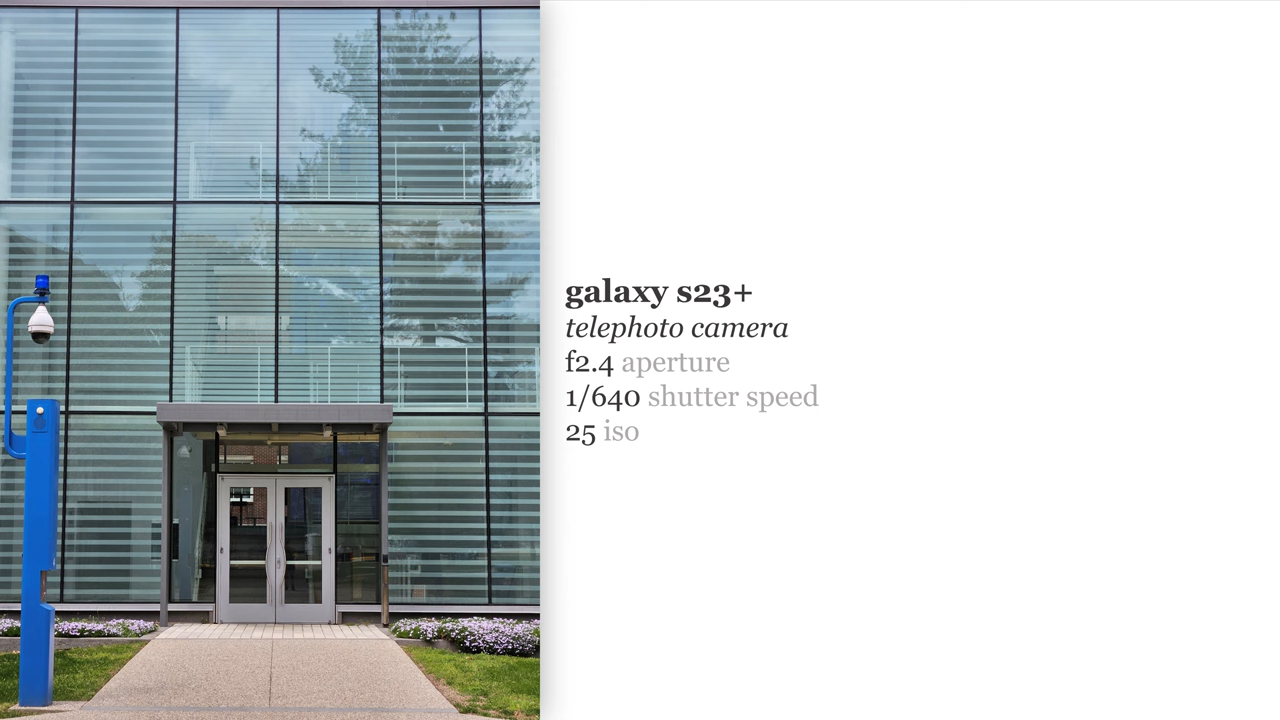 galaxy s23+
telephoto camera
f2.4 aperture
1/640 shutter speed
25 iso